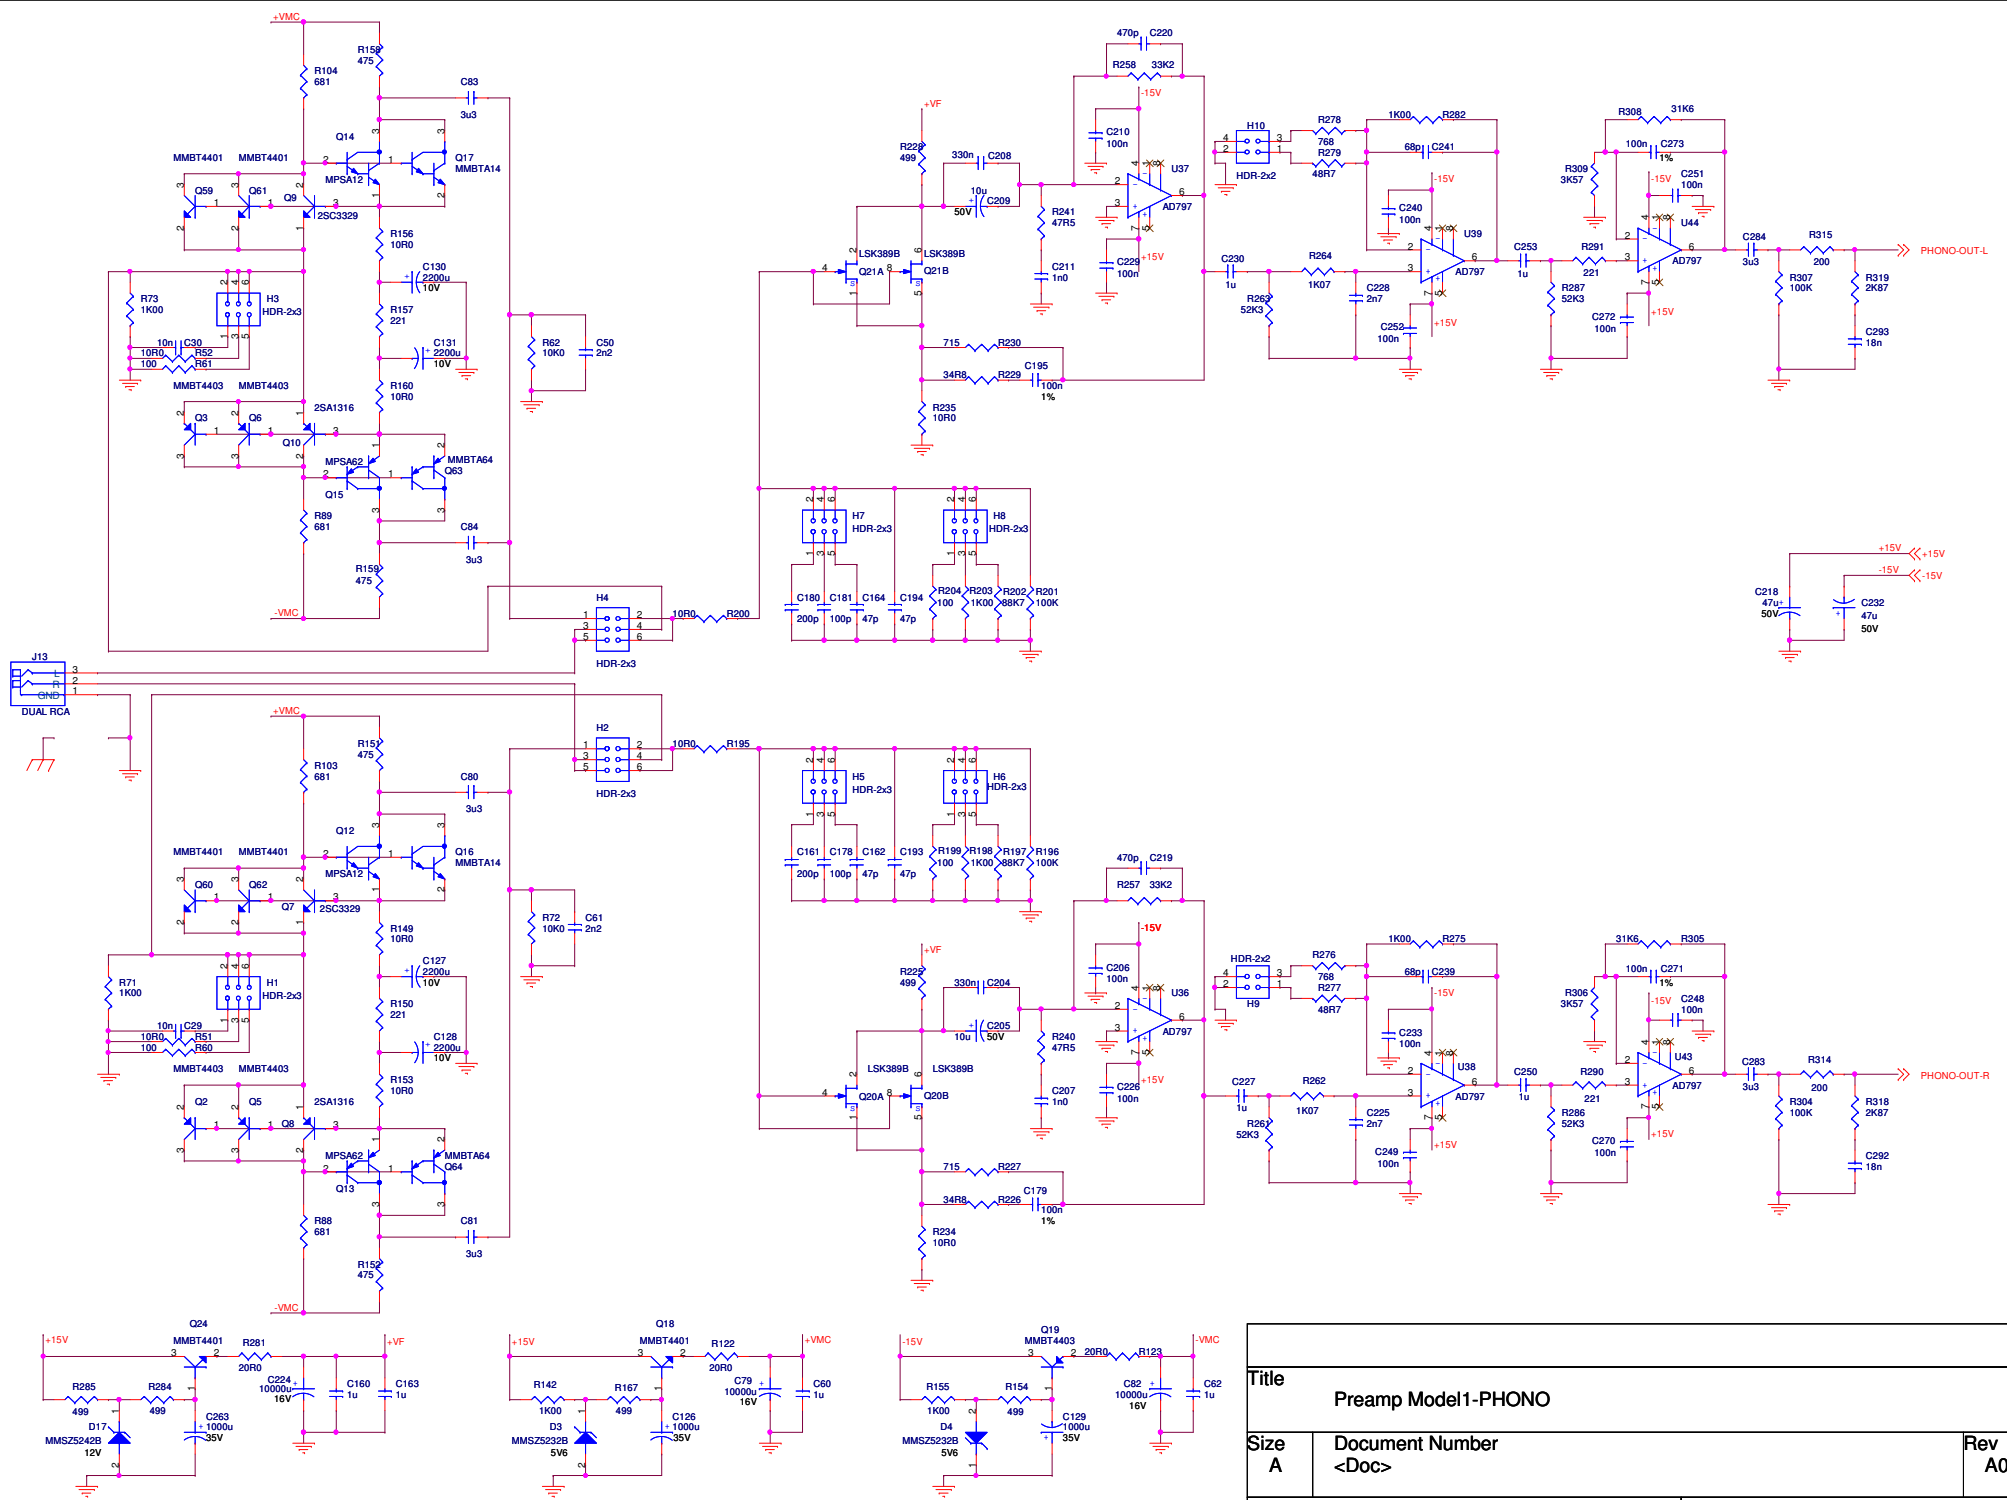 +VMC
R158
475
R104
681
C83
3u3
Q14
MPSA12
Q17
MMBTA14
MMBT4401 MMBT4401
Q59
Q61
Q9
2SC3329
R156
10R0
C130
2200u
10V
R73
1K00
H3
HDR-2x3
R157
221
10n C30
10R0 R52
100 R61
C131
2200u
10V
R62
10K0
C50
2n2
MMBT4403 MMBT4403
R160
10R0
2SA1316
Q3
Q6
Q10
MPSA62
Q15
MMBTA64
Q63
R89
681
C84
3u3
R159
475
-VMC
470p C220
R258 33K2
-15V
+VF
R228
499
330n C208
10u
C209
50V
C210
100n
U37
AD797
R241
47R5
C211
1n0
C229
100n
+15V
LSK389B
Q21A
LSK389B
Q21B
715 R230
34R8 R229
C195
100n
1%
R235
10R0
H10
HDR-2x2
R278
768
R279
48R7
1K00 R282
68p C241
-15V
C240
100n
U39
AD797
C230
1u
R263
52K3
R264
1K07
C228
2n7
C252
100n
+15V
C253
1u
R291
221
R287
52K3
R308 31K6
100n C273
1%
R309
3K57
-15V
C251
100n
U44
AD797
C272
100n
+15V
C284
3u3
R315
200
R307
100K
R319
2K87
C293
18n
PHONO-OUT-L
H7
HDR-2x3
H8
HDR-2x3
C180
200p
C181
100p
C164
47p
C194
47p
R204
100
R203
1K00
R202
88K7
R201
100K
H4
HDR-2x3
10R0 R200
+15V +15V
-15V -15V
C218
47u
50V
C232
47u
50V
J13
L
R
GND
DUAL RCA
+VMC
R151
475
R103
681
C80
3u3
H2
HDR-2x3
10R0 R195
Q12
MPSA12
Q16
MMBTA14
MMBT4401 MMBT4401
Q60
Q62
Q7
2SC3329
R149
10R0
C127
2200u
10V
R71
1K00
H1
HDR-2x3
R150
221
10n C29
10R0 R51
100 R60
C128
2200u
10V
R72
10K0
C61
2n2
MMBT4403 MMBT4403
R153
10R0
2SA1316
Q2
Q5
Q8
MPSA62
Q13
MMBTA64
Q64
R88
681
C81
3u3
R152
475
-VMC
H5
HDR-2x3
H6
HDR-2x3
C161
200p
C178
100p
C162
47p
C193
47p
R199
100
R198
1K00
R197
88K7
R196
100K
470p C219
R257 33K2
-15V
+VF
R225
499
330n C204
C205
10u 50V
C206
100n
U36
AD797
R240
47R5
C207
1n0
C226
100n
+15V
LSK389B
Q20A
LSK389B
Q20B
715 R227
34R8 R226
C179
100n
1%
R234
10R0
HDR-2x2
H9
R276
768
R277
48R7
1K00 R275
68p C239
-15V
C233
100n
U38
AD797
C227
1u
R261
52K3
R262
1K07
C225
2n7
C249
100n
+15V
C250
1u
R290
221
R286
52K3
31K6 R305
100n C271
1%
R306
3K57
-15V
C248
100n
U43
AD797
C270
100n
+15V
C283
3u3
R314
200
R304
100K
R318
2K87
C292
18n
PHONO-OUT-R
Q24
MMBT4401
+15V
R281
20R0
+VF
R285
499
R284
499
C224
10000u
16V
C160
1u
C163
1u
D17
MMSZ5242B
12V
C263
1000u
35V
Q18
MMBT4401
+15V
R122
20R0
+VMC
R142
1K00
R167
499
C79
10000u
16V
C60
1u
D3
MMSZ5232B
5V6
C126
1000u
35V
Q19
MMBT4403
-15V
20R0 R123
-VMC
R155
1K00
R154
499
C82
10000u
16V
C62
1u
D4
MMSZ5232B
5V6
C129
1000u
35V
Title
Preamp Model1-PHONO
Size
A
Document Number
<Doc>
Rev
A0